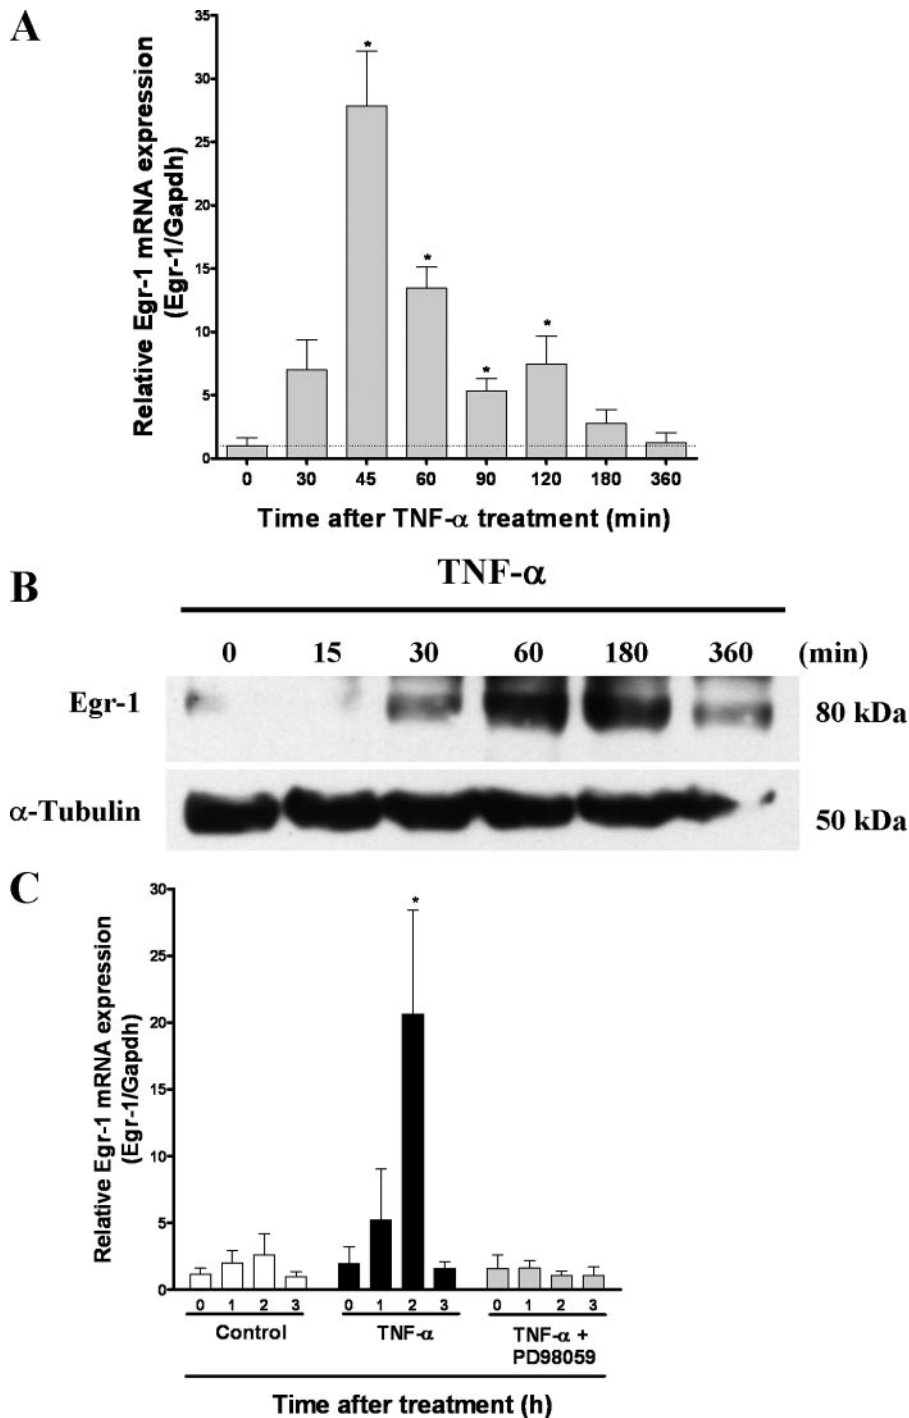 A
Relative Egr-1 mRNA expression
(Egr-1/Gapdh)
35
30
25
20
15
10
5
0
* * * *
0 30 45 60 90 120 180 360
Time after TNF-α treatment (min)
B
TNF-α
0 15 30 60 180 360 (min)
Egr-1 80 kDa
α-Tubulin 50 kDa
C
Relative Egr-1 mRNA expression
(Egr-1/Gapdh)
30
25
20
15
10
5
0
*
0 1 2 3 0 1 2 3 0 1 2 3
Control TNF-α TNF-α +
PD98059
Time after treatment (h)